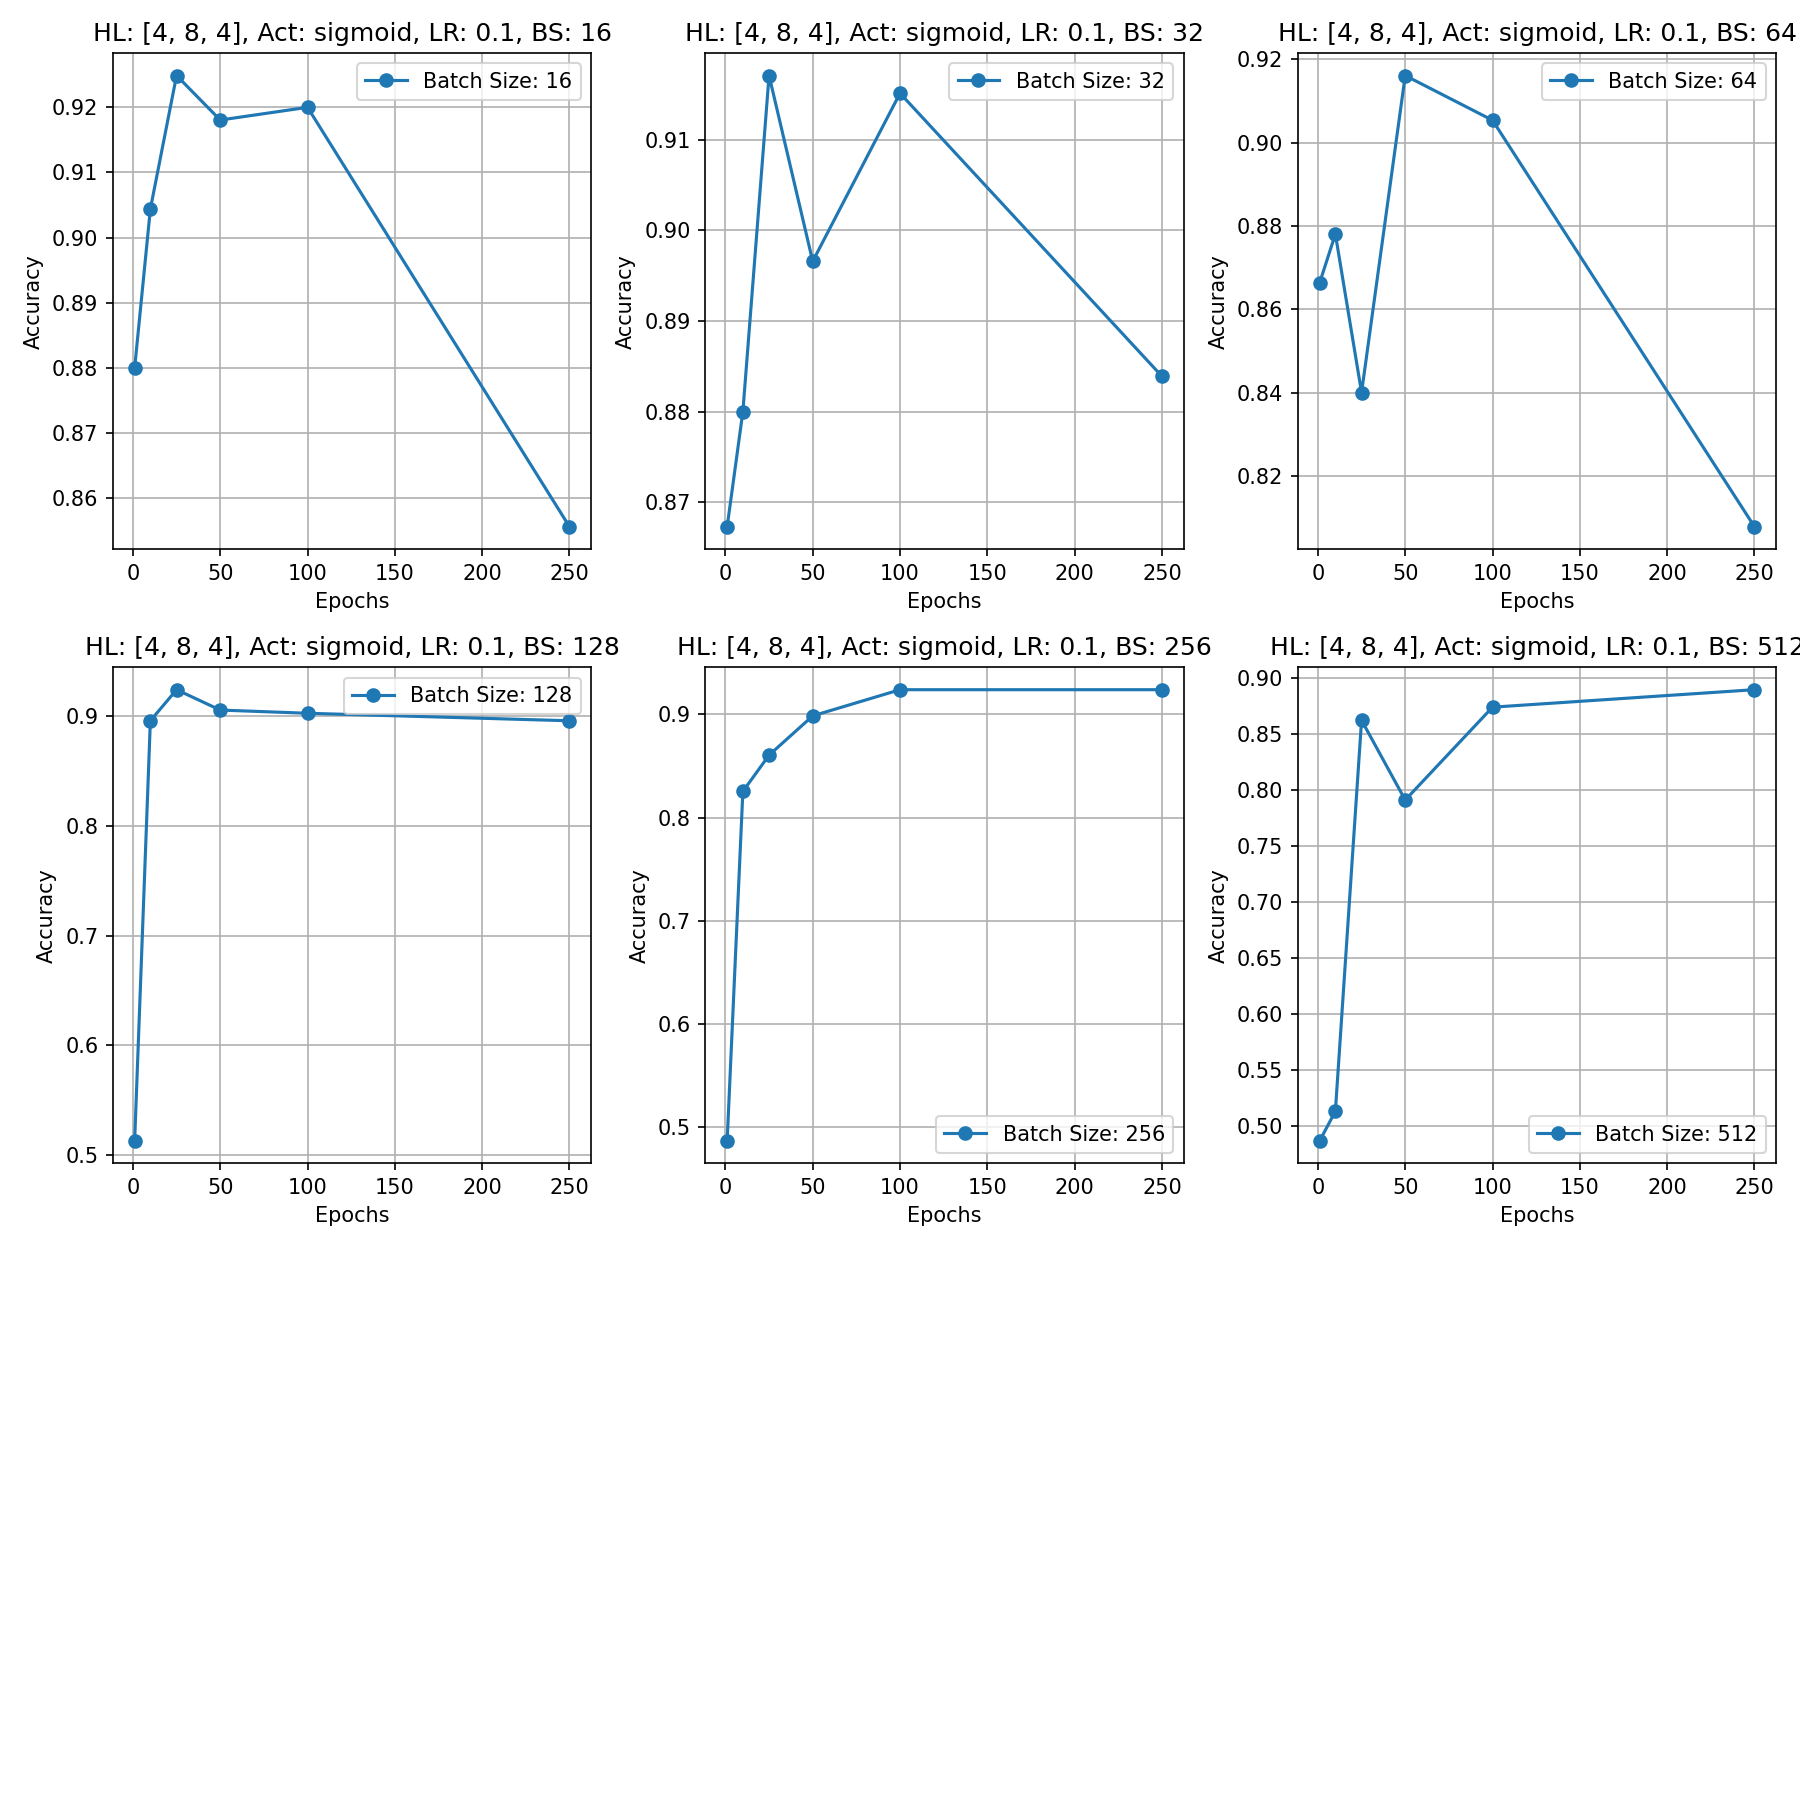 HL: [4, 8, 4], Act: sigmoid, LR: 0.1, BS: 16
Batch Size: 16
0.92
0.91
0.90
0.89
0.88
0.87
0.86
Accuracy
0 50 100 150 200 250
Epochs
HL: [4, 8, 4], Act: sigmoid, LR: 0.1, BS: 32
Batch Size: 32
0.91
0.90
0.89
0.88
0.87
Accuracy
0 50 100 150 200 250
Epochs
HL: [4, 8, 4], Act: sigmoid, LR: 0.1, BS: 64
Batch Size: 64
0.92
0.90
0.88
0.86
0.84
0.82
Accuracy
0 50 100 150 200 250
Epochs
HL: [4, 8, 4], Act: sigmoid, LR: 0.1, BS: 128
Batch Size: 128
0.9
0.8
0.7
0.6
0.5
Accuracy
0 50 100 150 200 250
Epochs
HL: [4, 8, 4], Act: sigmoid, LR: 0.1, BS: 256
0.9
0.8
0.7
0.6
0.5
Accuracy
Batch Size: 256
0 50 100 150 200 250
Epochs
HL: [4, 8, 4], Act: sigmoid, LR: 0.1, BS: 512
0.90
0.85
0.80
0.75
0.70
0.65
0.60
0.55
0.50
Accuracy
Batch Size: 512
0 50 100 150 200 250
Epochs